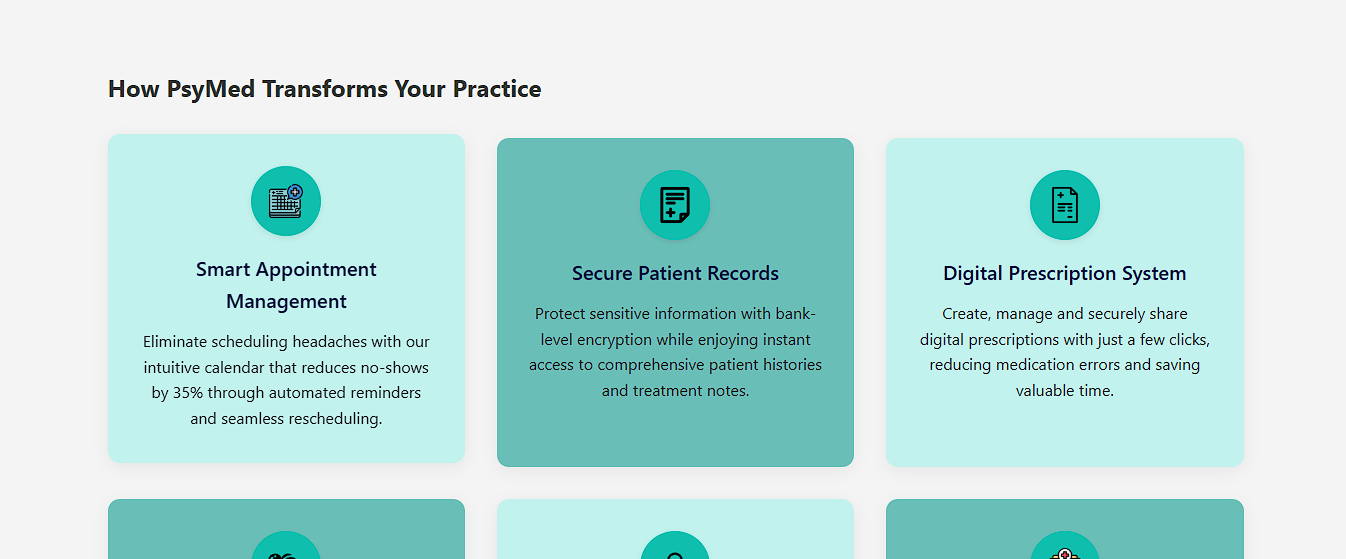 How PsyMed Transforms Your Practice
Smart Appointment
Management
Eliminate scheduling headaches with our
intuitive calendar that reduces no-shows
by 35% through automated reminders
and seamless rescheduling.
Secure Patient Records
Protect sensitive information with bank-
level encryption while enjoying instant
access to comprehensive patient histories
and treatment notes.
Digital Prescription System
Create, manage and securely share
digital prescriptions with just a few clicks,
reducing medication errors and saving
valuable time.